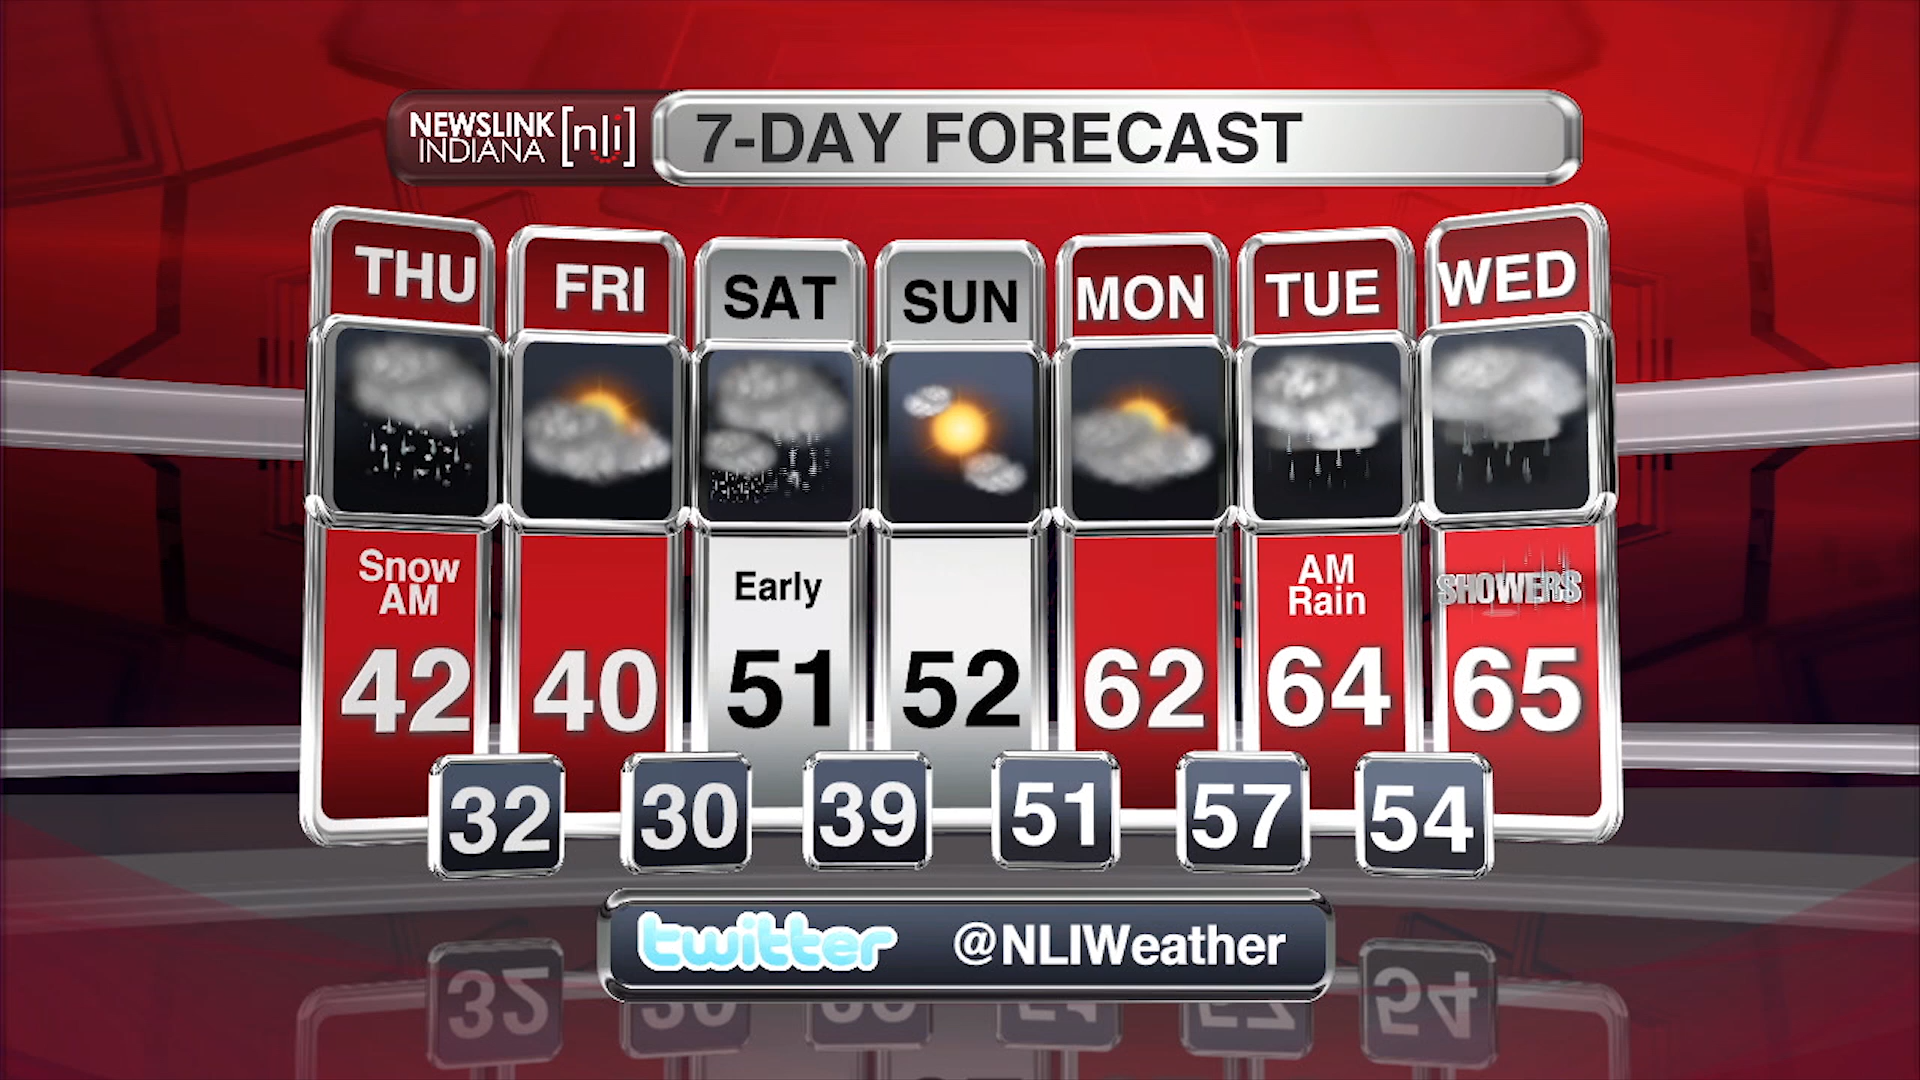 NEWSLINK
INDIANA
[nli]
7-DAY FORECAST
THU FRI SAT SUN MON TUE WED
Snow
AM
Early
AM
Rain
SHOWERS
42 40 51 52 62 64 65
32 30 39 51 57 54
twitter @NLIWeather